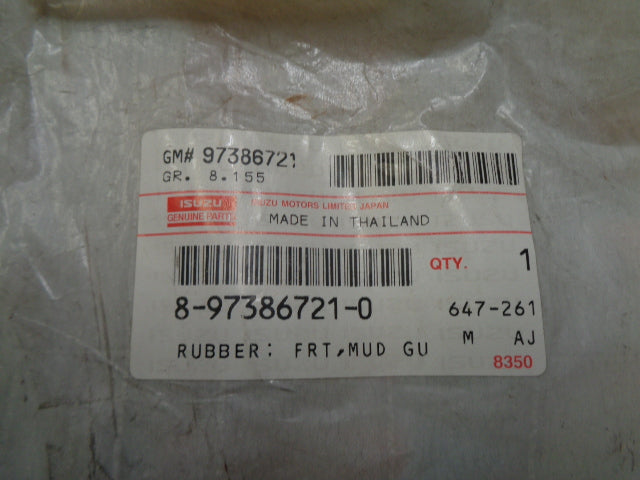 GM# 97386721
GR. 8.155
ISUZU
GENUINE PARTS
ISUZU MOTORS LIMITED JAPAN
MADE IN THAILAND
QTY. 1
8-97386721-0 647-261
RUBBER; FRT,MUD GU M AJ
8350